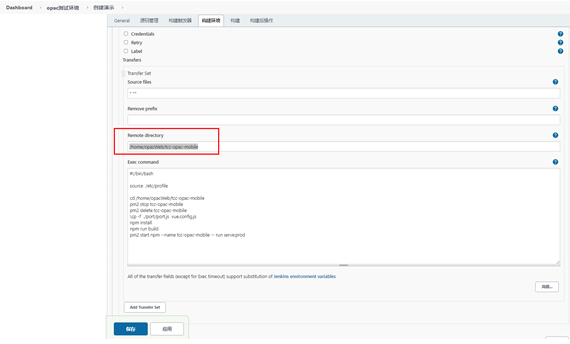 Dashboard › opac测试环境 › 创建演示 ›
General 源码管理 构建触发器 构建环境 构建 构建后操作
Credentials
Retry
Label
Transfers
Transfer Set
Source files
Remove prefix
Remote directory
/home/opacWeb/tcc-opac-mobile
Exec command
#!/bin/bash
source /etc/profile
cd /home/opacWeb/tcc-opac-mobile
pm2 stop tcc-opac-mobile
pm2 delete tcc-opac-mobile
\cp -f ./port/port.js vue.config.js
npm install
npm run build
pm2 start npm --name tcc-opac-mobile -- run serve:prod
All of the transfer fields (except for Exec timeout) support substitution of Jenkins environment variables
高级...
Add Transfer Set
保存 应用